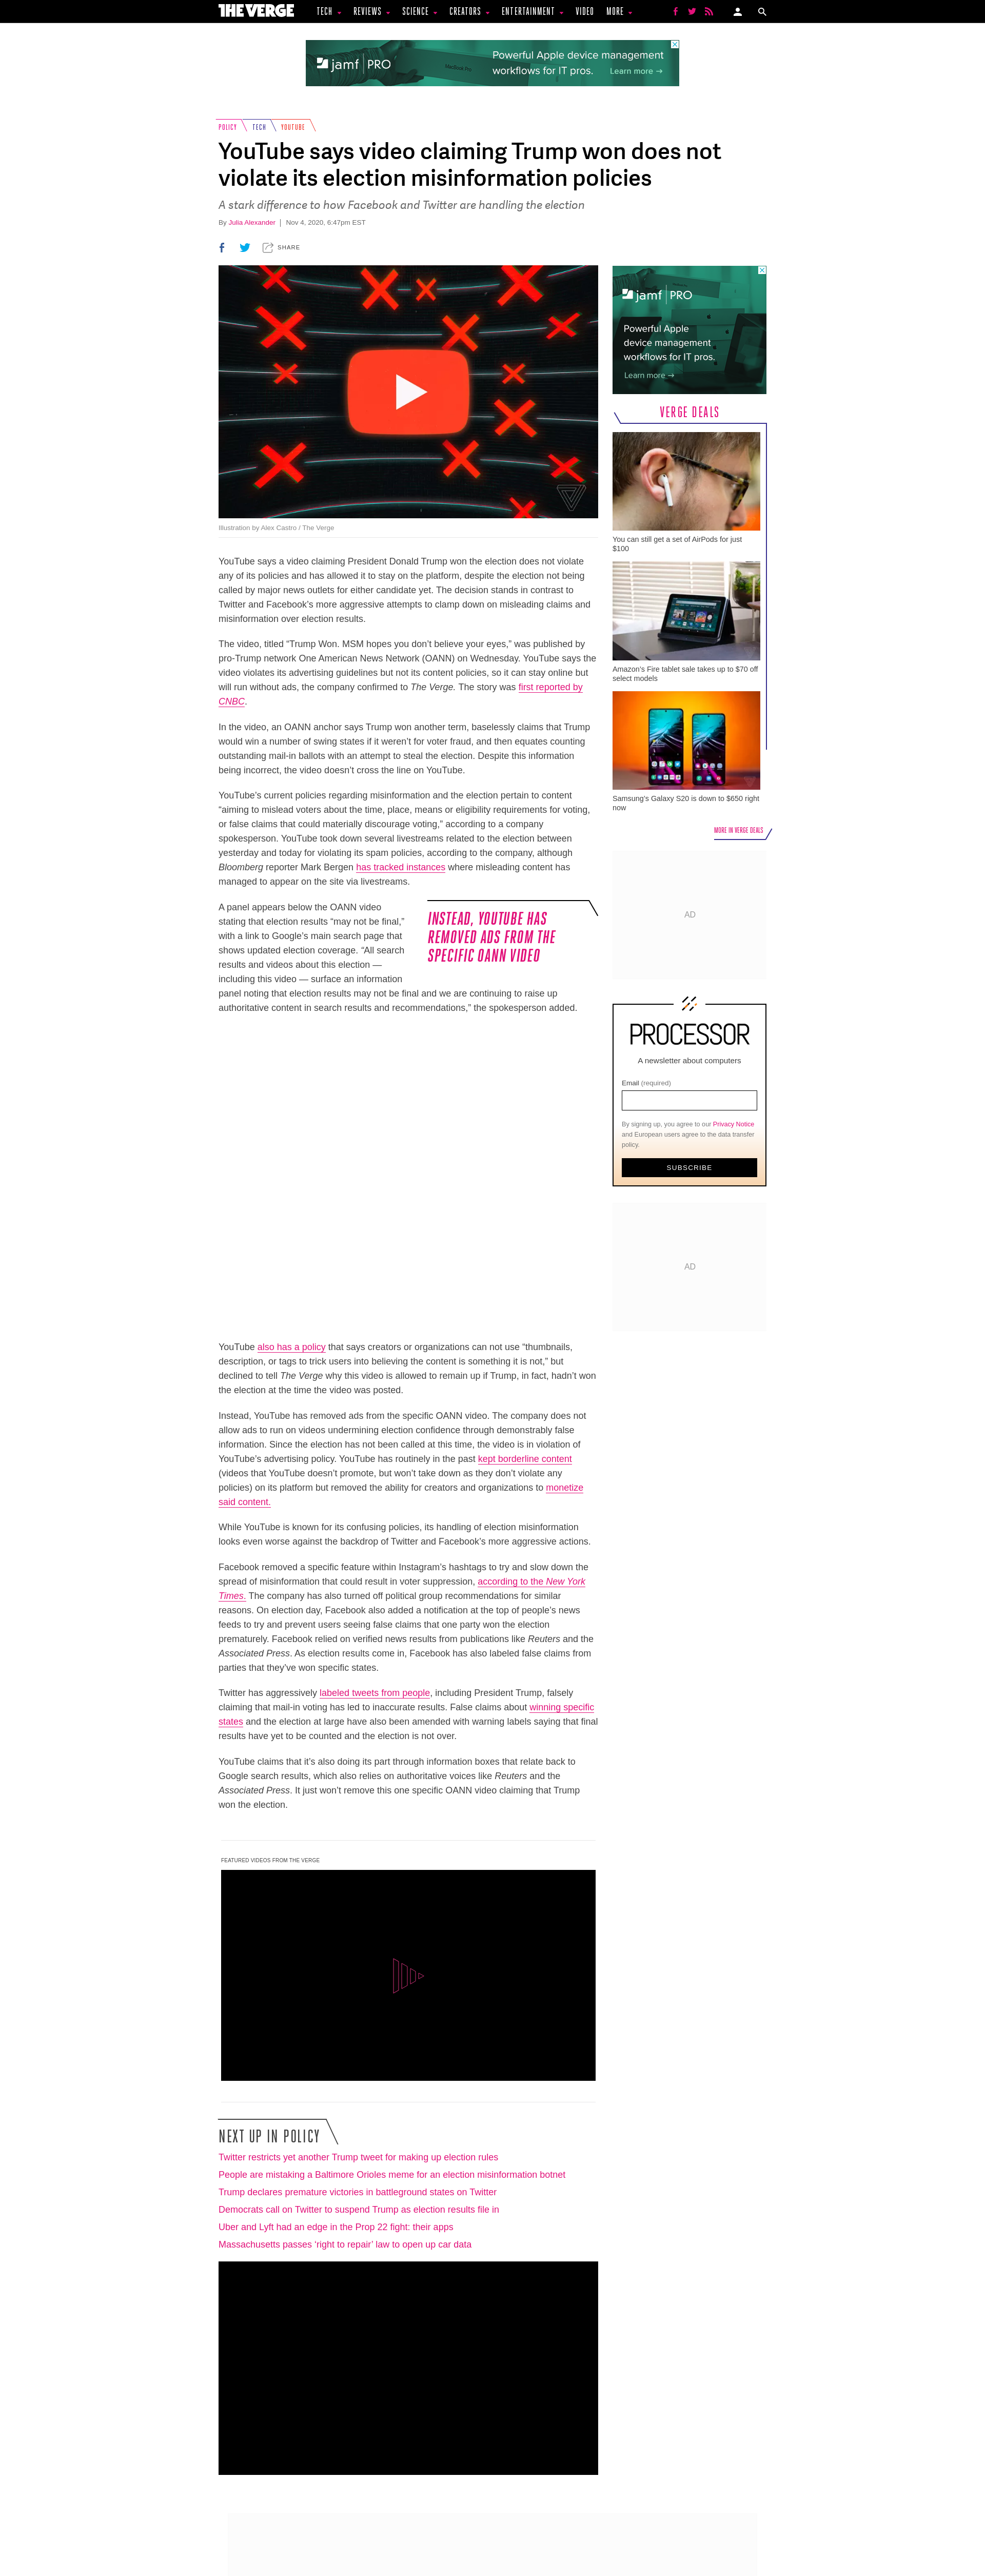 THE VERGE
TECH
REVIEWS
SCIENCE
CREATORS
ENTERTAINMENT
VIDEO
MORE
jamf PRO
Powerful Apple device management
workflows for IT pros. Learn more →
POLICY
TECH
YOUTUBE
YouTube says video claiming Trump won does not
violate its election misinformation policies
A stark difference to how Facebook and Twitter are handling the election
By Julia Alexander | Nov 4, 2020, 6:47pm EST
SHARE
Illustration by Alex Castro / The Verge
YouTube says a video claiming President Donald Trump won the election does not violate
any of its policies and has allowed it to stay on the platform, despite the election not being
called by major news outlets for either candidate yet. The decision stands in contrast to
Twitter and Facebook’s more aggressive attempts to clamp down on misleading claims and
misinformation over election results.
The video, titled “Trump Won. MSM hopes you don’t believe your eyes,” was published by
pro-Trump network One American News Network (OANN) on Wednesday. YouTube says the
video violates its advertising guidelines but not its content policies, so it can stay online but
will run without ads, the company confirmed to The Verge. The story was first reported by
CNBC.
In the video, an OANN anchor says Trump won another term, baselessly claims that Trump
would win a number of swing states if it weren’t for voter fraud, and then equates counting
outstanding mail-in ballots with an attempt to steal the election. Despite this information
being incorrect, the video doesn’t cross the line on YouTube.
YouTube’s current policies regarding misinformation and the election pertain to content
“aiming to mislead voters about the time, place, means or eligibility requirements for voting,
or false claims that could materially discourage voting,” according to a company
spokesperson. YouTube took down several livestreams related to the election between
yesterday and today for violating its spam policies, according to the company, although
Bloomberg reporter Mark Bergen has tracked instances where misleading content has
managed to appear on the site via livestreams.
A panel appears below the OANN video
stating that election results “may not be final,”
with a link to Google’s main search page that
shows updated election coverage. “All search
results and videos about this election —
including this video — surface an information
panel noting that election results may not be final and we are continuing to raise up
authoritative content in search results and recommendations,” the spokesperson added.
INSTEAD, YOUTUBE HAS
REMOVED ADS FROM THE
SPECIFIC OANN VIDEO
YouTube also has a policy that says creators or organizations can not use “thumbnails,
description, or tags to trick users into believing the content is something it is not,” but
declined to tell The Verge why this video is allowed to remain up if Trump, in fact, hadn’t won
the election at the time the video was posted.
Instead, YouTube has removed ads from the specific OANN video. The company does not
allow ads to run on videos undermining election confidence through demonstrably false
information. Since the election has not been called at this time, the video is in violation of
YouTube’s advertising policy. YouTube has routinely in the past kept borderline content
(videos that YouTube doesn’t promote, but won’t take down as they don’t violate any
policies) on its platform but removed the ability for creators and organizations to monetize
said content.
While YouTube is known for its confusing policies, its handling of election misinformation
looks even worse against the backdrop of Twitter and Facebook’s more aggressive actions.
Facebook removed a specific feature within Instagram’s hashtags to try and slow down the
spread of misinformation that could result in voter suppression, according to the New York
Times. The company has also turned off political group recommendations for similar
reasons. On election day, Facebook also added a notification at the top of people’s news
feeds to try and prevent users seeing false claims that one party won the election
prematurely. Facebook relied on verified news results from publications like Reuters and the
Associated Press. As election results come in, Facebook has also labeled false claims from
parties that they’ve won specific states.
Twitter has aggressively labeled tweets from people, including President Trump, falsely
claiming that mail-in voting has led to inaccurate results. False claims about winning specific
states and the election at large have also been amended with warning labels saying that final
results have yet to be counted and the election is not over.
YouTube claims that it’s also doing its part through information boxes that relate back to
Google search results, which also relies on authoritative voices like Reuters and the
Associated Press. It just won’t remove this one specific OANN video claiming that Trump
won the election.
FEATURED VIDEOS FROM THE VERGE
NEXT UP IN POLICY
Twitter restricts yet another Trump tweet for making up election rules
People are mistaking a Baltimore Orioles meme for an election misinformation botnet
Trump declares premature victories in battleground states on Twitter
Democrats call on Twitter to suspend Trump as election results file in
Uber and Lyft had an edge in the Prop 22 fight: their apps
Massachusetts passes ‘right to repair’ law to open up car data
jamf PRO
Powerful Apple
device management
workflows for IT pros.
Learn more →
VERGE DEALS
You can still get a set of AirPods for just
$100
Amazon’s Fire tablet sale takes up to $70 off
select models
Samsung’s Galaxy S20 is down to $650 right
now
MORE IN VERGE DEALS
AD
PROCESSOR
A newsletter about computers
Email (required)
By signing up, you agree to our Privacy Notice
and European users agree to the data transfer
policy.
SUBSCRIBE
AD